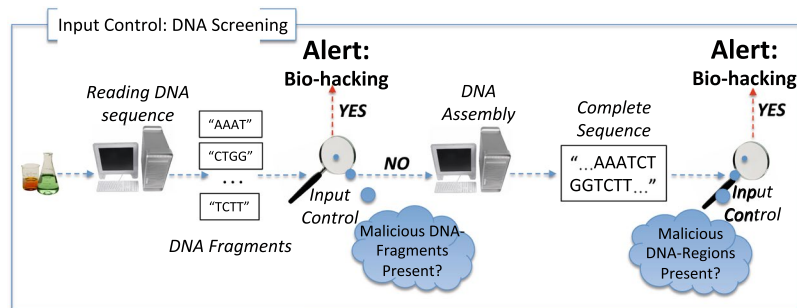 Input Control: DNA Screening
Alert:
Bio-hacking
YES
Reading DNA
sequence
"AAAT"
"CTGG"
...
"TCTT"
DNA Fragments
Input
Control
Malicious DNA-
Fragments
Present?
NO
DNA
Assembly
Complete
Sequence
"...AAATCT
GGTCTT..."
Alert:
Bio-hacking
YES
Input
Control
Malicious
DNA-Regions
Present?